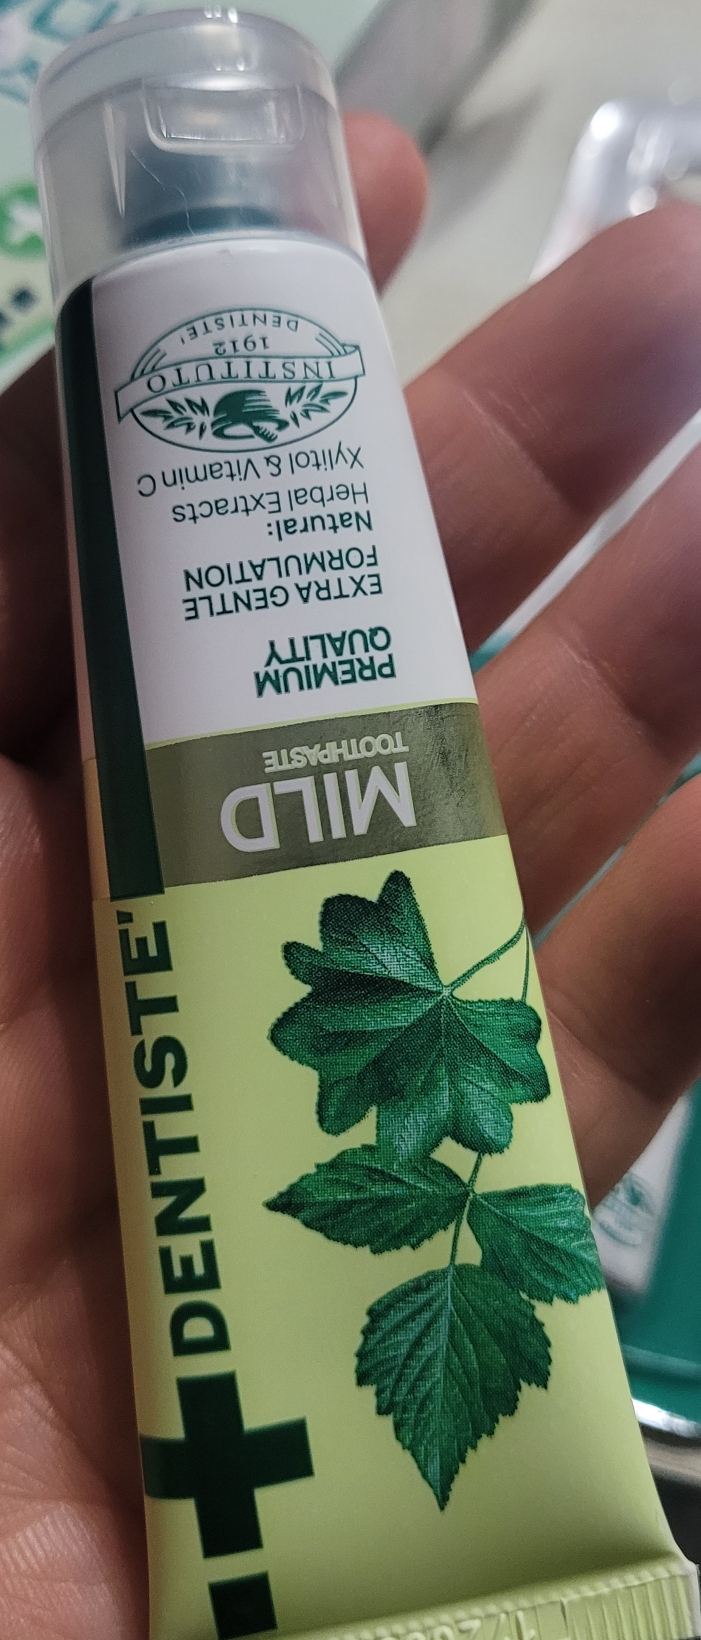 DENTISTE'
MILD
TOOTHPASTE
PREMIUM
QUALITY
EXTRA GENTLE
FORMULATION
Natural:
Herbal Extracts
Xylitol & Vitamin C
INSTITUTO
1912
DENTISTE'